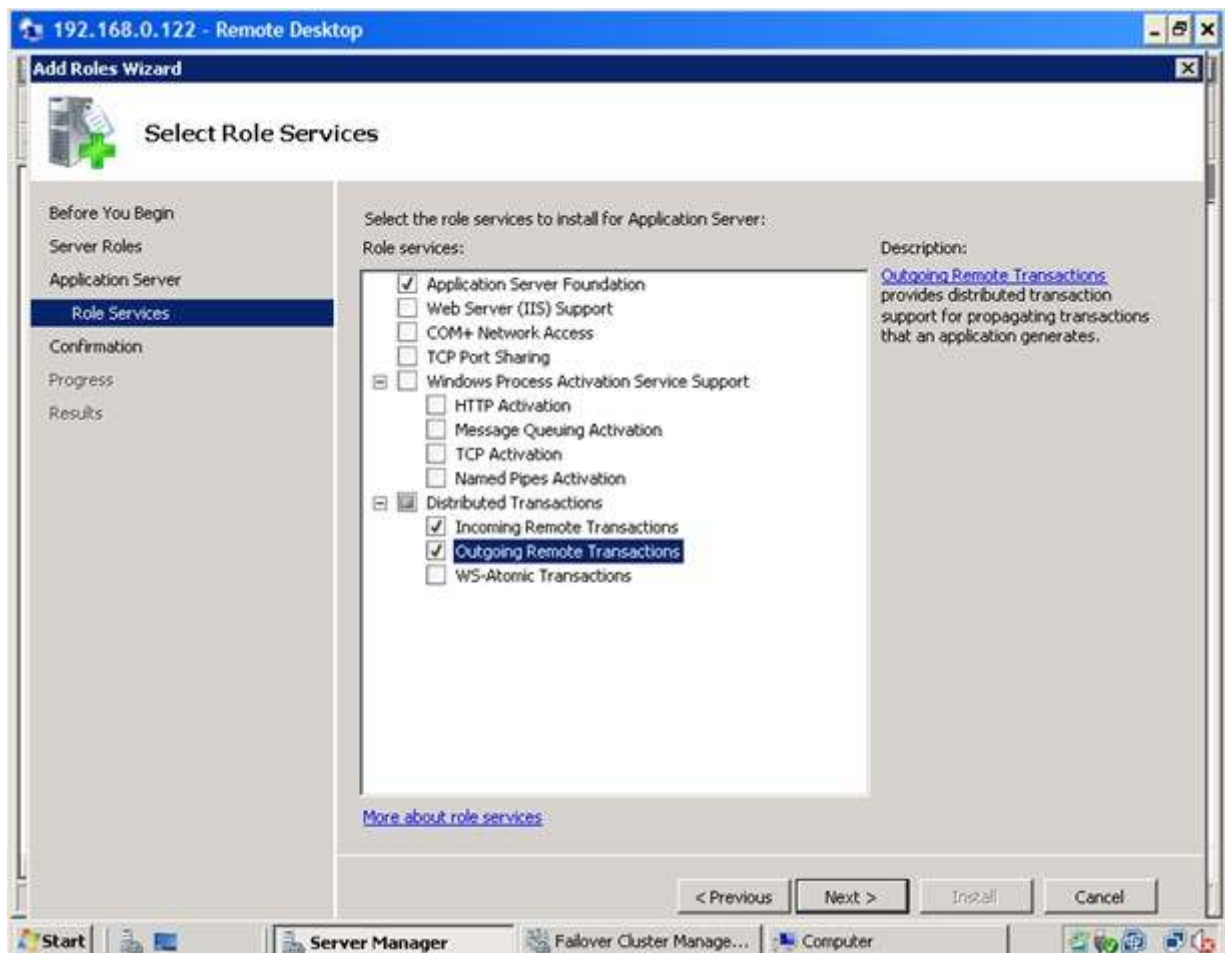 192.168.0.122 - Remote Desktop
Add Roles Wizard
Select Role Services
Before You Begin
Server Roles
Application Server
Role Services
Confirmation
Progress
Results
Select the role services to install for Application Server:
Role services:
Application Server Foundation
Web Server (IIS) Support
COM+ Network Access
TCP Port Sharing
Windows Process Activation Service Support
HTTP Activation
Message Queuing Activation
TCP Activation
Named Pipes Activation
Distributed Transactions
Incoming Remote Transactions
Outgoing Remote Transactions
WS-Atomic Transactions
More about role services
Description:
Outgoing Remote Transactions
provides distributed transaction
support for propagating transactions
that an application generates.
< Previous
Next >
Install
Cancel
Start
Server Manager
Failover Cluster Manage...
Computer